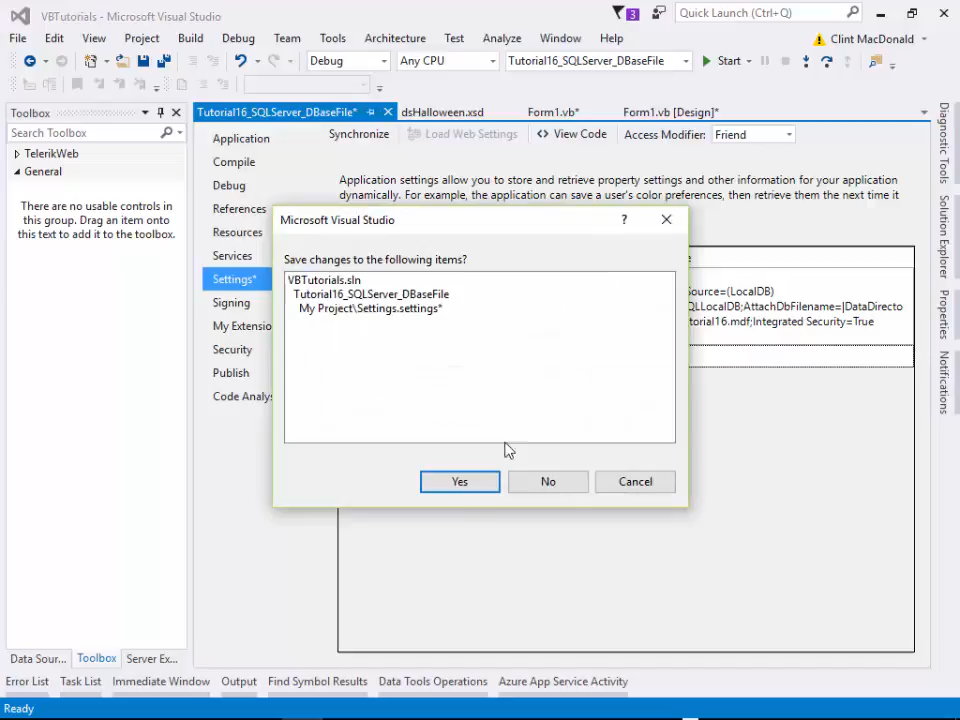 VBTutorials - Microsoft Visual Studio
3
Quick Launch (Ctrl+Q)
File Edit View Project Build Debug Team Tools Architecture Test Analyze Window Help
Clint MacDonald
Debug Any CPU Tutorial16_SQLServer_DBaseFile Start
Toolbox
Search Toolbox
TelerikWeb
General
There are no usable controls in
this group. Drag an item onto
this text to add it to the toolbox.
Tutorial16_SQLServer_DBaseFile* dsHalloween.xsd Form1.vb* Form1.vb [Design]*
Synchronize Load Web Settings View Code Access Modifier: Friend
Application
Compile
Debug
References
Resources
Services
Settings*
Signing
My Extensio
Security
Publish
Code Analys
Application settings allow you to store and retrieve property settings and other information for your application
dynamically. For example, the application can save a user's color preferences, then retrieve them the next time it
e
Source=(LocalDB)
QLLocalDB;AttachDbFilename=|DataDirecto
torial16.mdf;Integrated Security=True
Microsoft Visual Studio
?
Save changes to the following items?
VBTutorials.sln
Tutorial16_SQLServer_DBaseFile
My Project\Settings.settings*
Yes No Cancel
Diagnostic Tools
Solution Explorer
Properties
Notifications
Data Sour... Toolbox Server Ex...
Error List Task List Immediate Window Output Find Symbol Results Data Tools Operations Azure App Service Activity
Ready